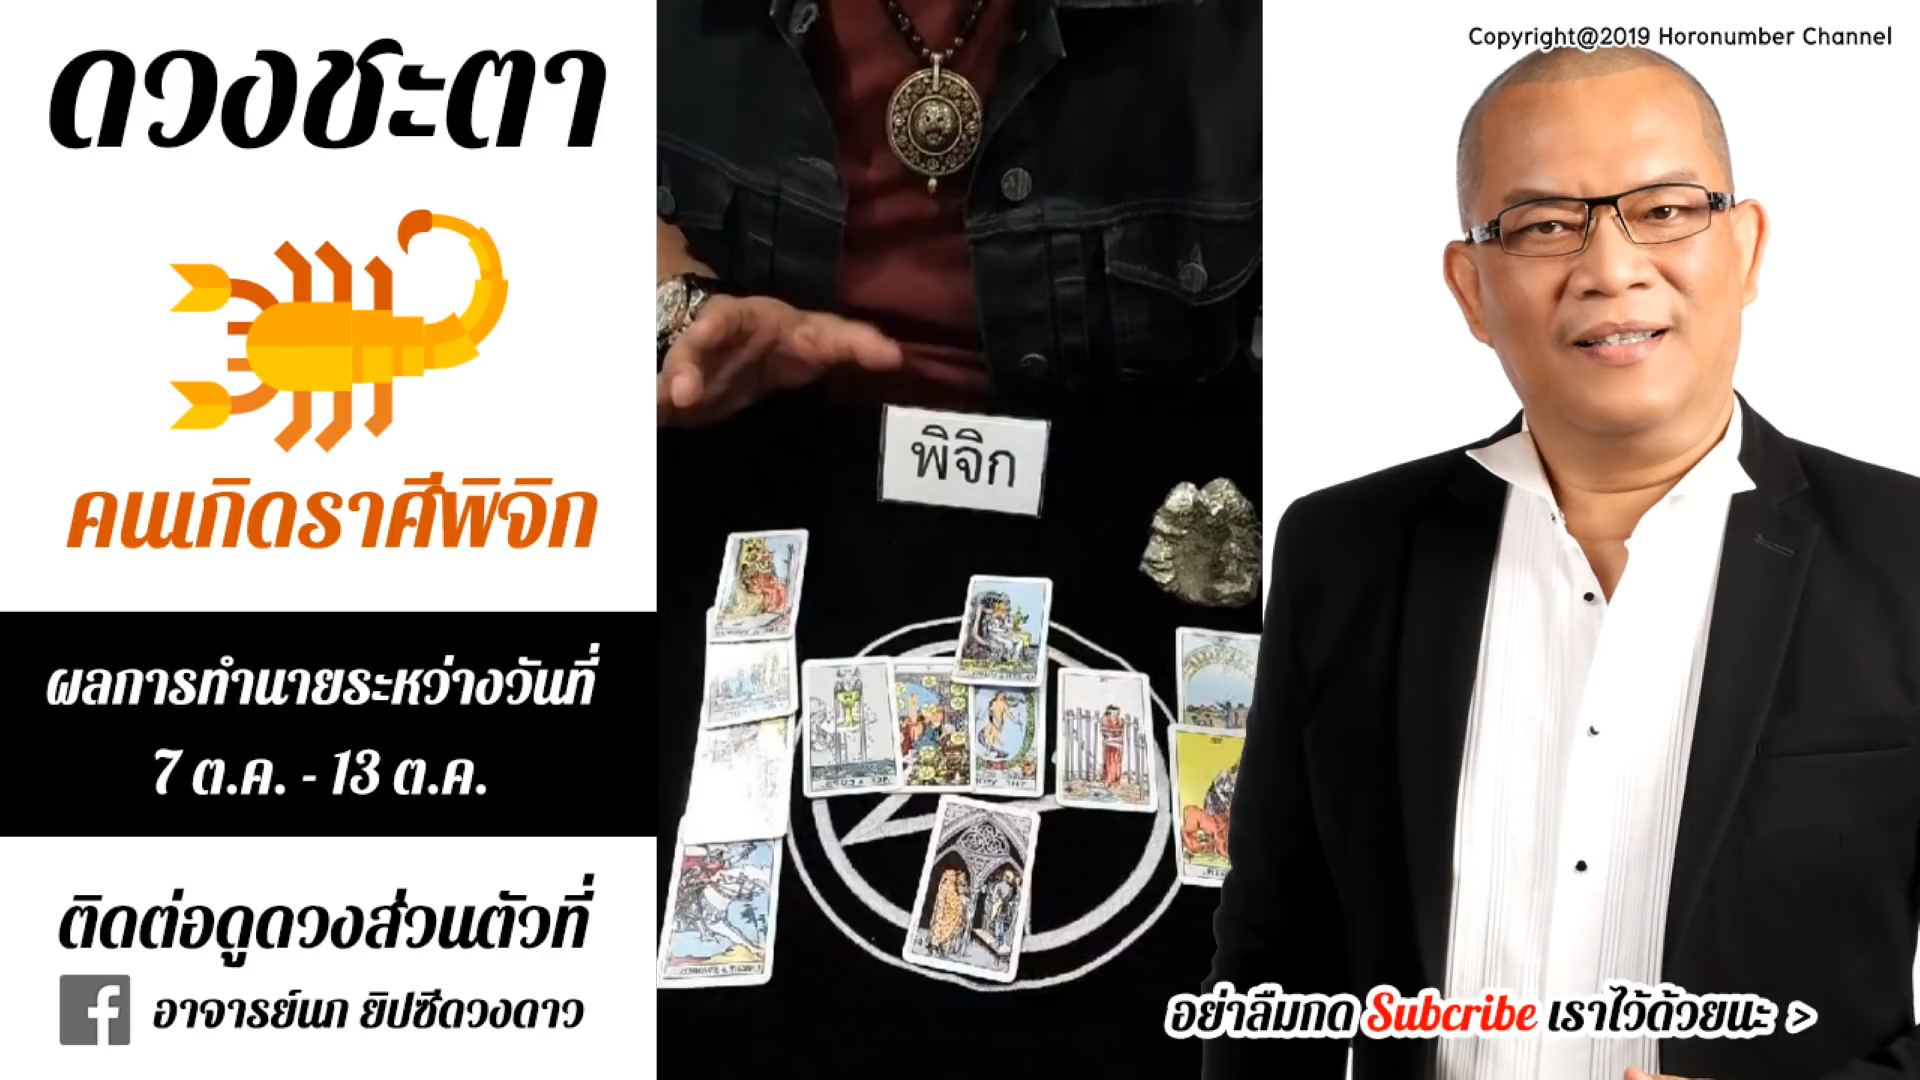 ดวงชะตา
คนเกิดราศีพิจิก
ผลการทำนายระหว่างวันที่
7 ต.ค. - 13 ต.ค.
ติดต่อดูดวงส่วนตัวที่
f อาจารย์นภ ยิปซีดวงดาว
พิจิก
Copyright@2019 Horonumber Channel
อย่าลืมกด Subcribe เราไว้ด้วยนะ >